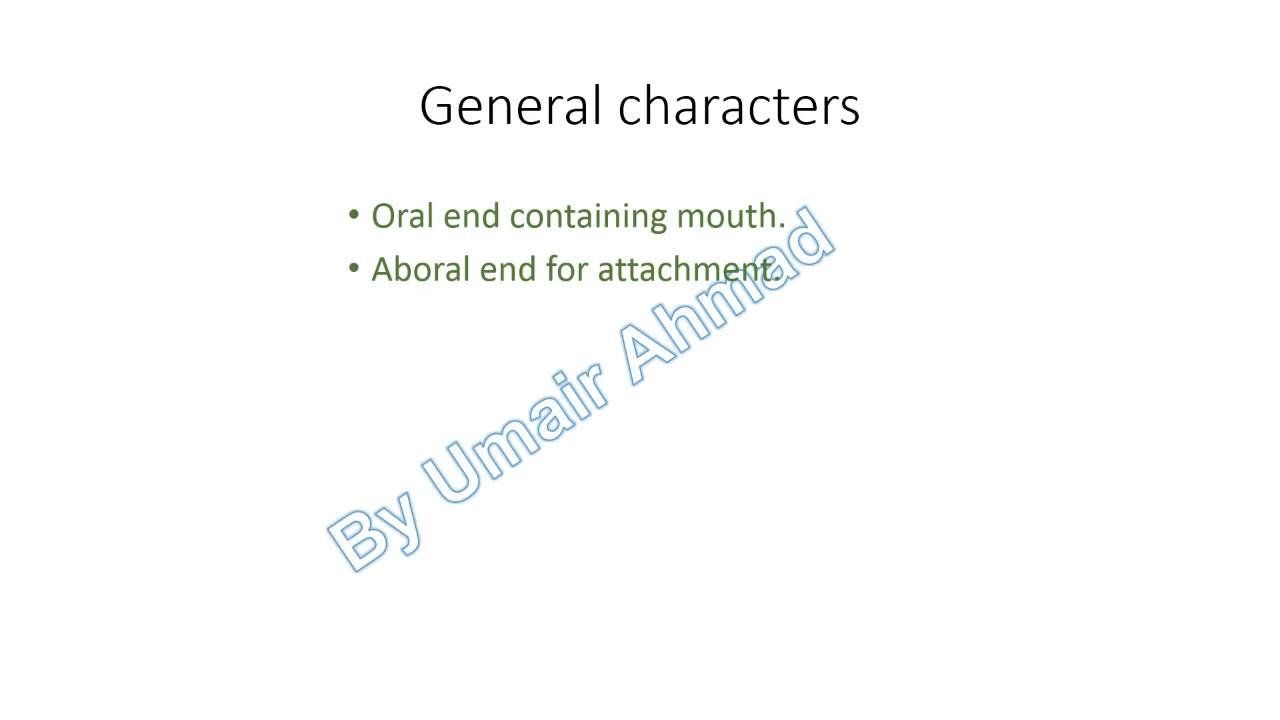 General characters
• Oral end containing mouth.
• Aboral end for attachment.
By Umair Ahmad